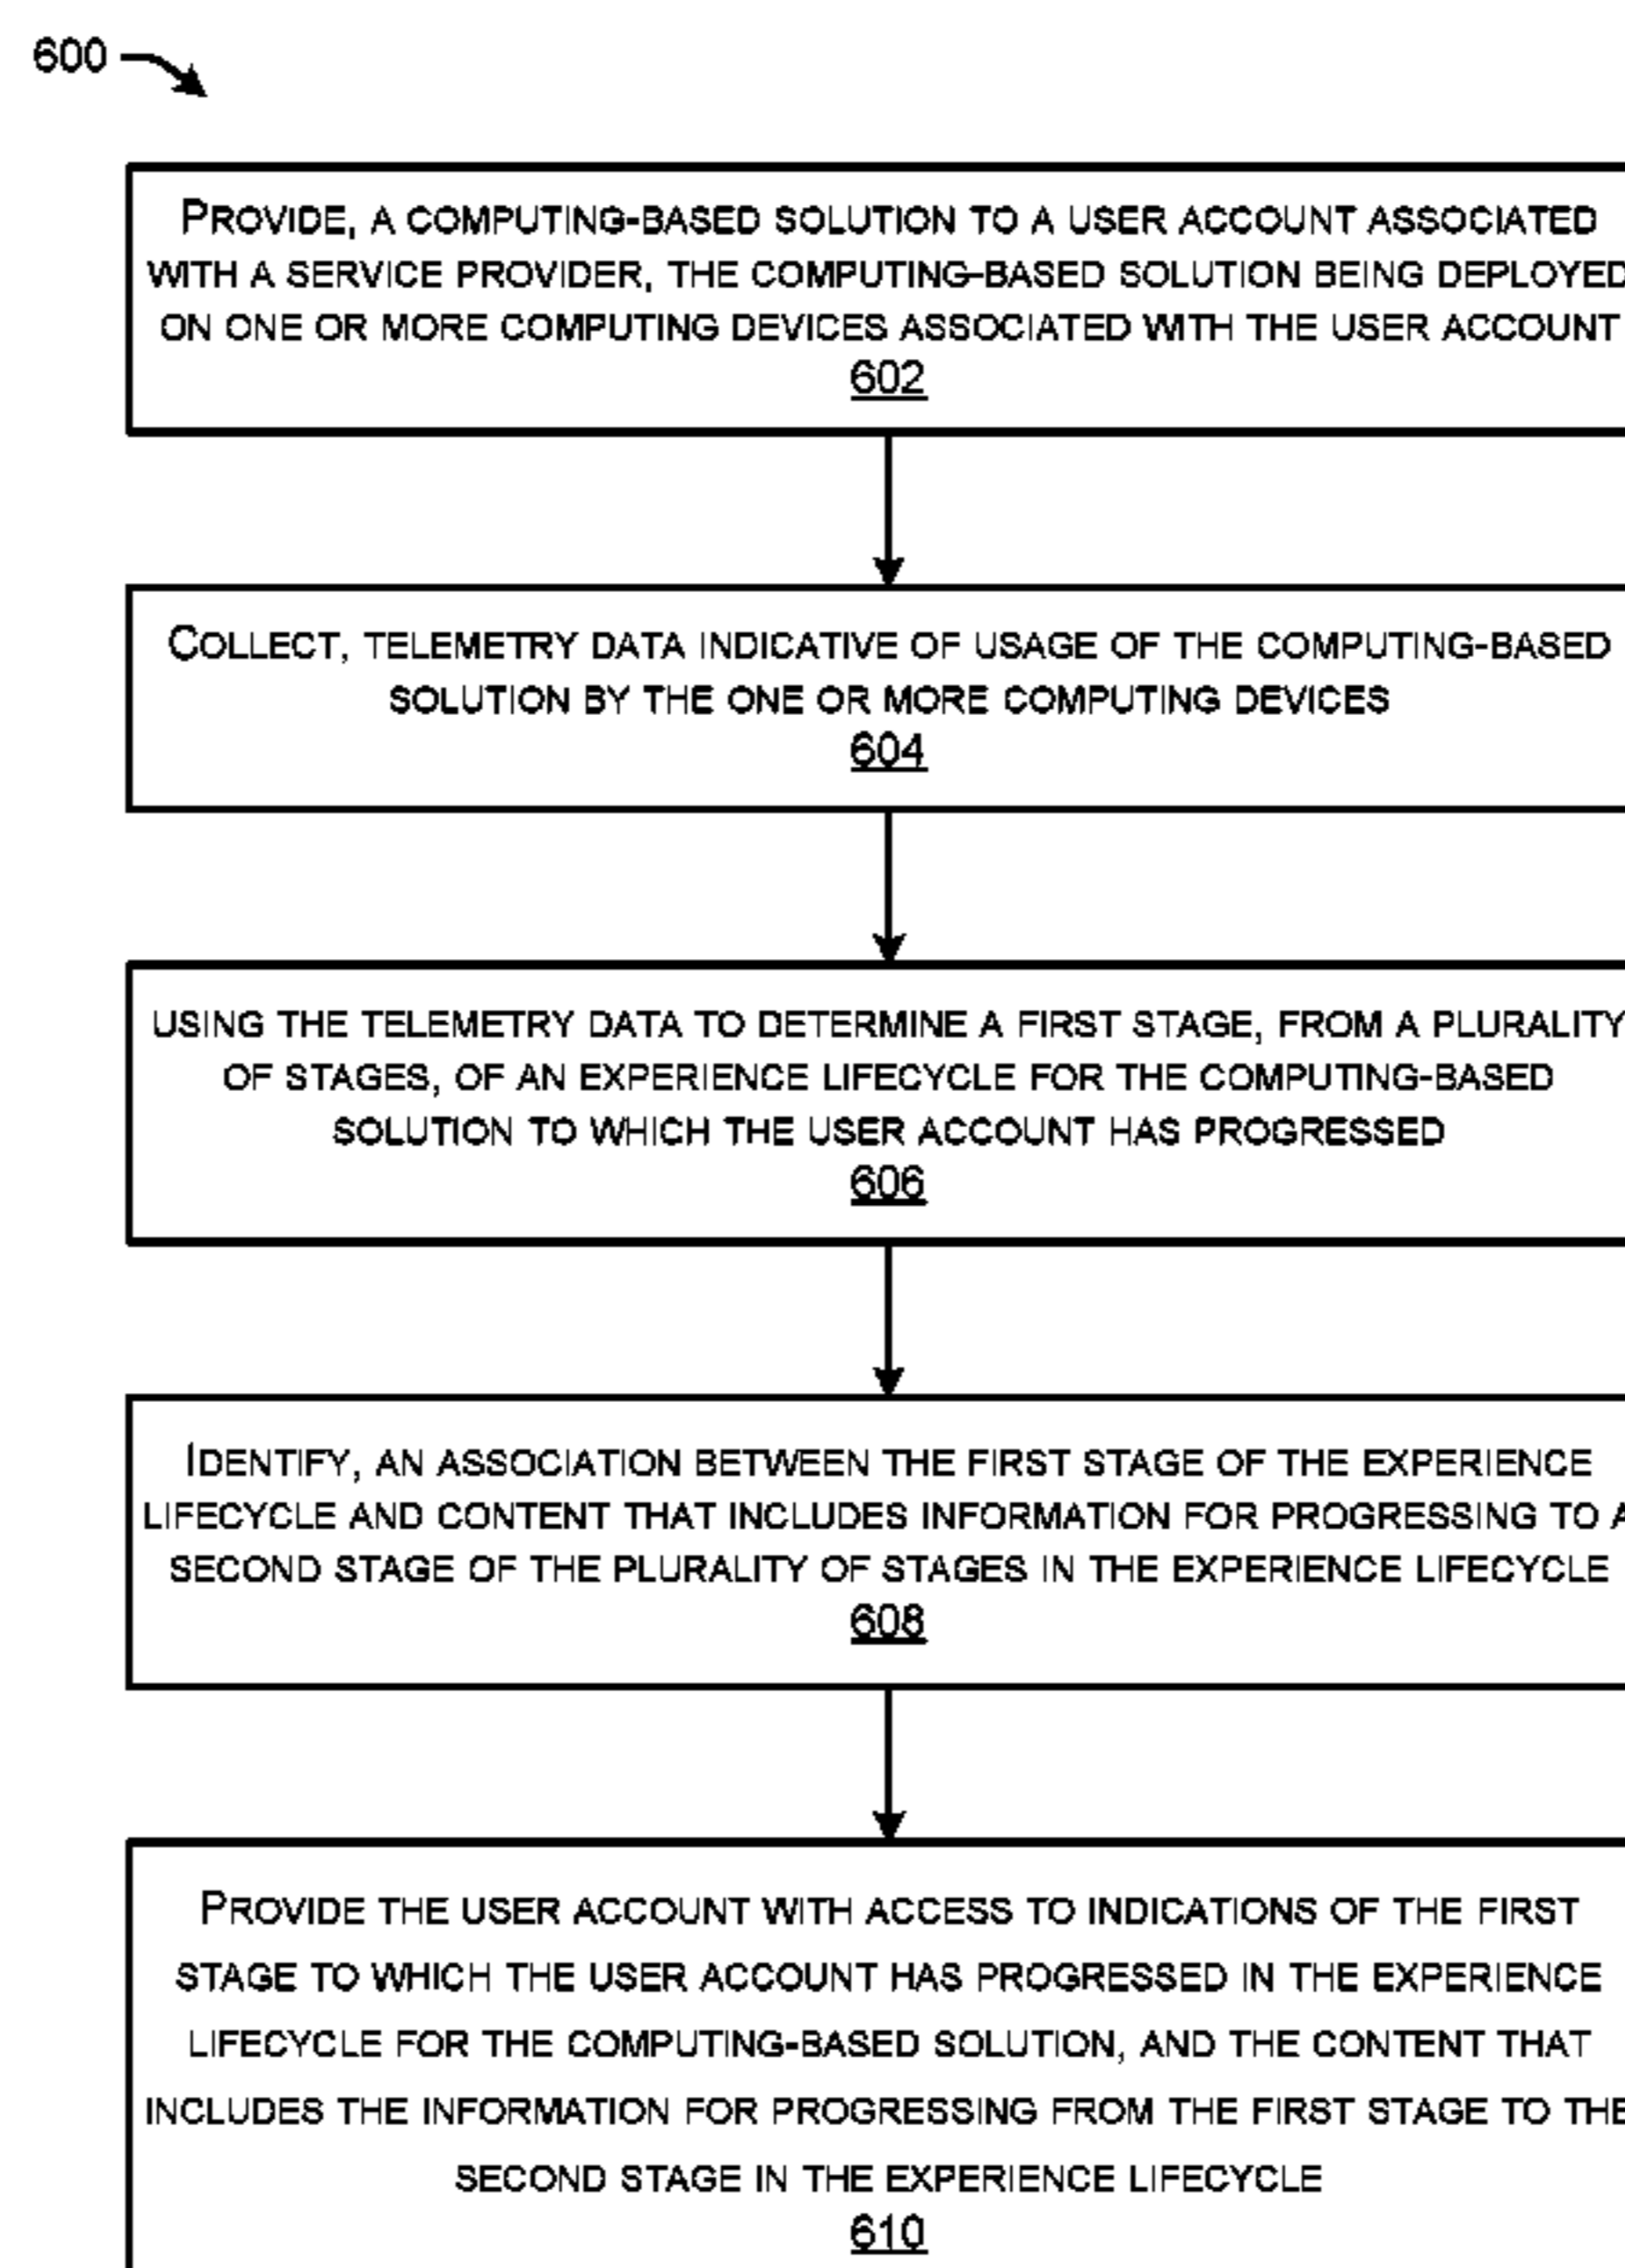 600
PROVIDE, A COMPUTING-BASED SOLUTION TO A USER ACCOUNT ASSOCIATED
WITH A SERVICE PROVIDER, THE COMPUTING-BASED SOLUTION BEING DEPLOYED
ON ONE OR MORE COMPUTING DEVICES ASSOCIATED WITH THE USER ACCOUNT
602
COLLECT, TELEMETRY DATA INDICATIVE OF USAGE OF THE COMPUTING-BASED
SOLUTION BY THE ONE OR MORE COMPUTING DEVICES
604
USING THE TELEMETRY DATA TO DETERMINE A FIRST STAGE, FROM A PLURALITY
OF STAGES, OF AN EXPERIENCE LIFECYCLE FOR THE COMPUTING-BASED
SOLUTION TO WHICH THE USER ACCOUNT HAS PROGRESSED
606
IDENTIFY, AN ASSOCIATION BETWEEN THE FIRST STAGE OF THE EXPERIENCE
LIFECYCLE AND CONTENT THAT INCLUDES INFORMATION FOR PROGRESSING TO A
SECOND STAGE OF THE PLURALITY OF STAGES IN THE EXPERIENCE LIFECYCLE
608
PROVIDE THE USER ACCOUNT WITH ACCESS TO INDICATIONS OF THE FIRST
STAGE TO WHICH THE USER ACCOUNT HAS PROGRESSED IN THE EXPERIENCE
LIFECYCLE FOR THE COMPUTING-BASED SOLUTION, AND THE CONTENT THAT
INCLUDES THE INFORMATION FOR PROGRESSING FROM THE FIRST STAGE TO THE
SECOND STAGE IN THE EXPERIENCE LIFECYCLE
610